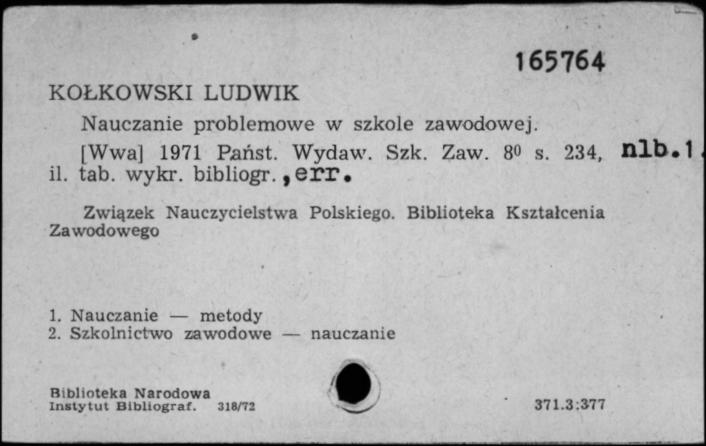 165764
KOŁKOWSKI LUDWIK
Nauczanie problemowe w szkole zawodowej.
[Wwa] 1971 Państ. Wydaw. Szk. Zaw. 8⁰ s. 234, nlb.1.
il. tab. wykr. bibliogr., err.
Związek Nauczycielstwa Polskiego. Biblioteka Kształcenia
Zawodowego
1. Nauczanie — metody
2. Szkolnictwo zawodowe — nauczanie
Biblioteka Narodowa
Instytut Bibliograf. 318/72
371.3:377